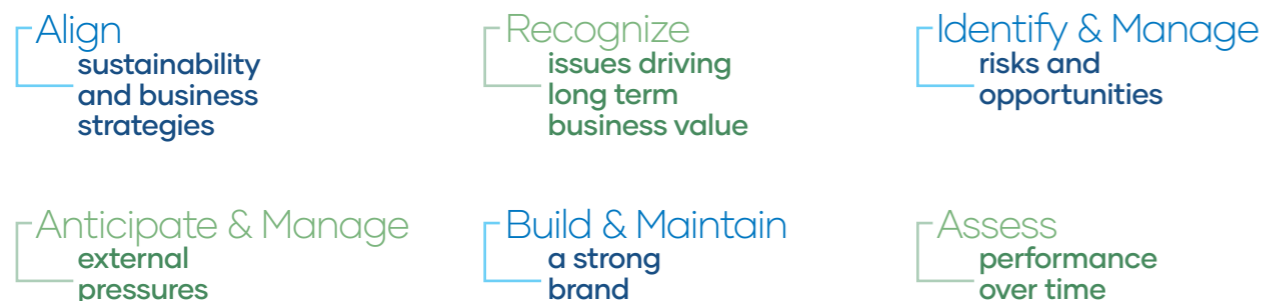 Align
sustainability
and business
strategies
Recognize
issues driving
long term
business value
Identify & Manage
risks and
opportunities
Anticipate & Manage
external
pressures
Build & Maintain
a strong
brand
Assess
performance
over time